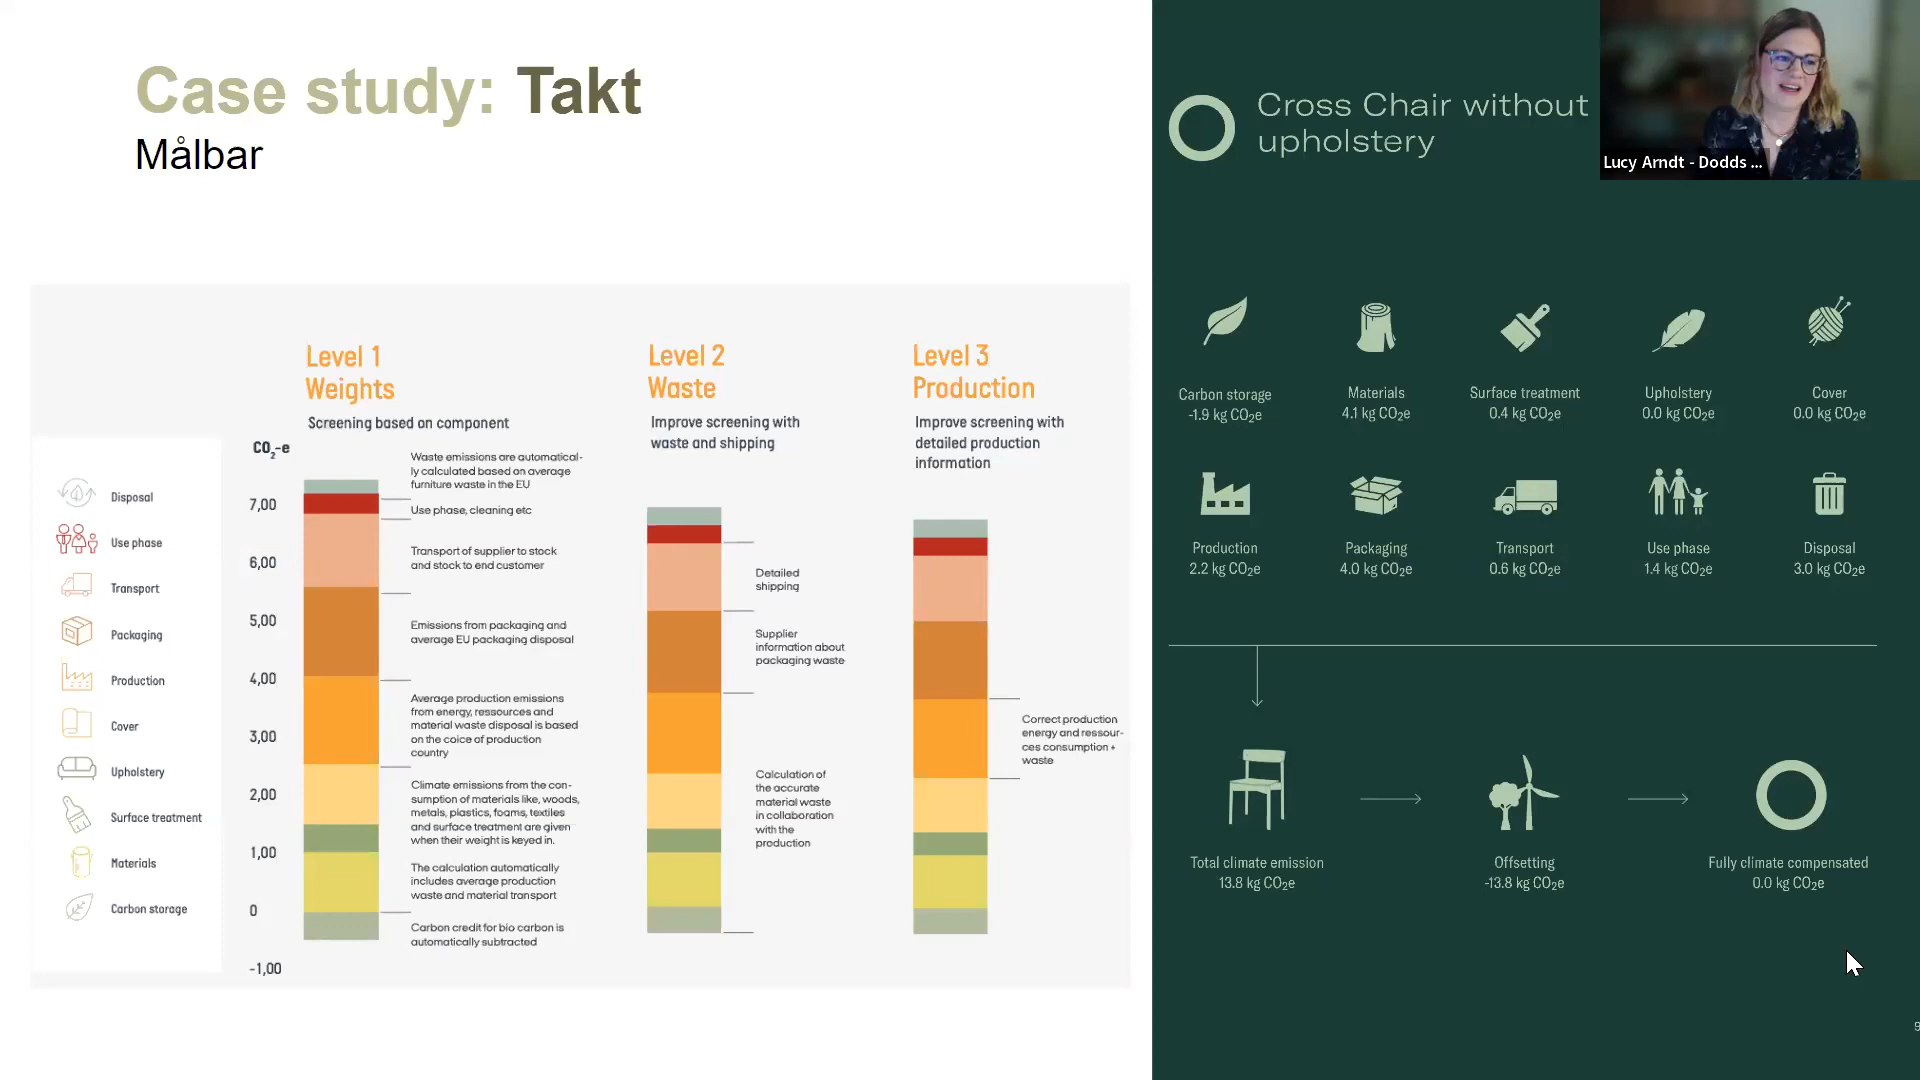 Case study: Takt
Målbar
Level 1
Weights
Screening based on component
Level 2
Waste
Improve screening with
waste and shipping
Level 3
Production
Improve screening with
detailed production
information
CO2-e
7,00
6,00
5,00
4,00
3,00
2,00
1,00
0
-1,00
Disposal
Use phase
Transport
Packaging
Production
Cover
Upholstery
Surface treatment
Materials
Carbon storage
Waste emissions are automatical-
ly calculated based on average
furniture waste in the EU
Use phase, cleaning etc
Transport of supplier to stock
and stock to end customer
Emissions from packaging and
average EU packaging disposal
Average production emissions
from energy, ressources and
material waste disposal is based
on the coice of production
country
Climate emissions from the con-
sumption of materials like, woods,
metals, plastics, foams, textiles
and surface treatment are given
when their weight is keyed in.
The calculation automatically
includes average production
waste and material transport
Carbon credit for bio carbon is
automatically subtracted
Detailed
shipping
Supplier
information about
packaging waste
Calculation of
the accurate
material waste
in collaboration
with the
production
Correct production
energy and ressour-
ces consumption +
waste
Cross Chair without
upholstery
Lucy Arndt - Dodds ...
Carbon storage
-1.9 kg CO2e
Materials
4.1 kg CO2e
Surface treatment
0.4 kg CO2e
Upholstery
0.0 kg CO2e
Cover
0.0 kg CO2e
Production
2.2 kg CO2e
Packaging
4.0 kg CO2e
Transport
0.6 kg CO2e
Use phase
1.4 kg CO2e
Disposal
3.0 kg CO2e
Total climate emission
13.8 kg CO2e
Offsetting
-13.8 kg CO2e
Fully climate compensated
0.0 kg CO2e